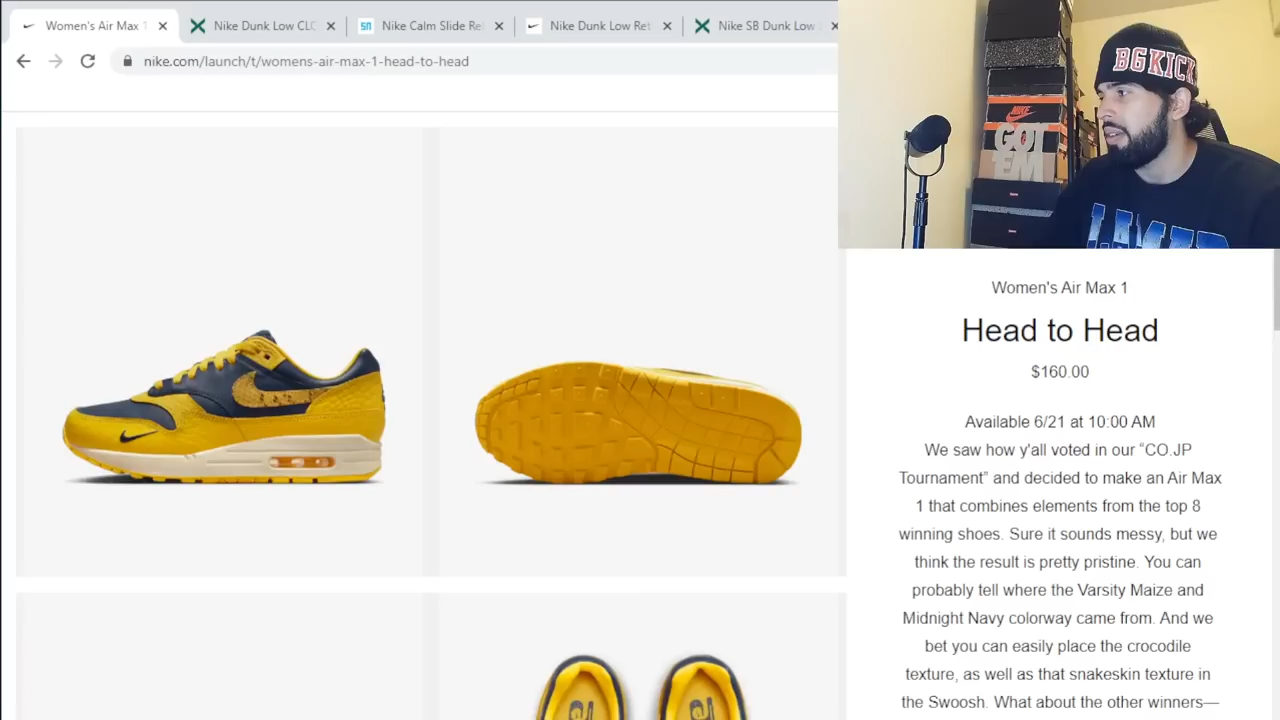 Women's Air Max 1
Nike Dunk Low CLO
Nike Calm Slide Re
Nike Dunk Low Ret
Nike SB Dunk Low
nike.com/launch/t/womens-air-max-1-head-to-head
BGKICK
NIKE
GOT
'EM
Women's Air Max 1
Head to Head
$160.00
Available 6/21 at 10:00 AM
We saw how y'all voted in our “CO.JP
Tournament” and decided to make an Air Max
1 that combines elements from the top 8
winning shoes. Sure it sounds messy, but we
think the result is pretty pristine. You can
probably tell where the Varsity Maize and
Midnight Navy colorway came from. And we
bet you can easily place the crocodile
texture, as well as that snakeskin texture in
the Swoosh. What about the other winners—